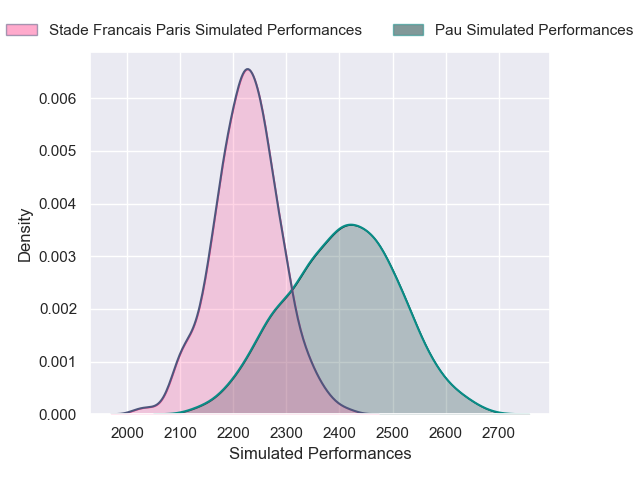 Stade Francais Paris Simulated Performances Pau Simulated Performances
0.006
0.005
0.004
0.003
0.002
0.001
0.000
Density
2000 2100 2200 2300 2400 2500 2600 2700
Simulated Performances